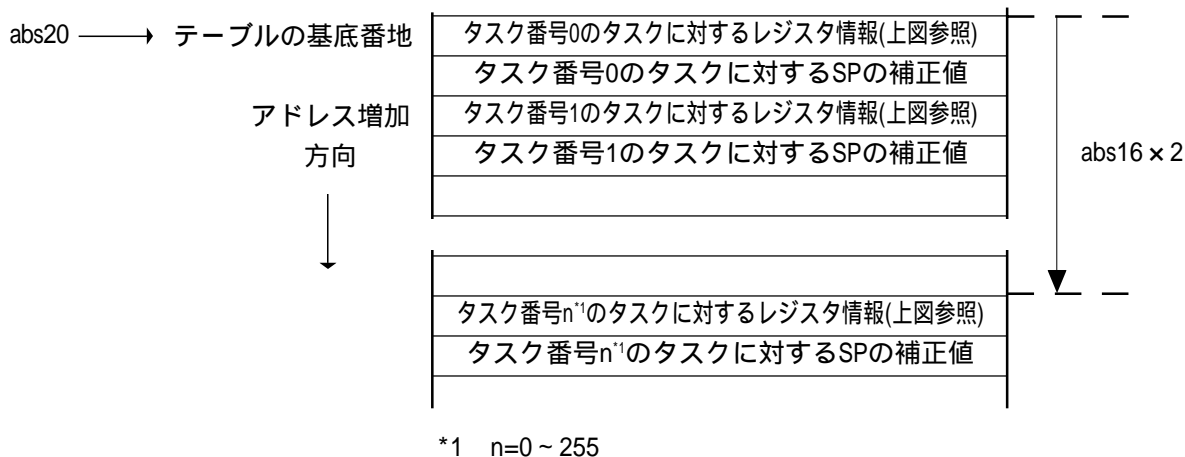 abs20 テーブルの基底番地 タスク番号0のタスクに対するレジスタ情報(上図参照)
タスク番号0のタスクに対するSPの補正値
アドレス増加 タスク番号1のタスクに対するレジスタ情報(上図参照)
方向 タスク番号1のタスクに対するSPの補正値 abs16×2
タスク番号n*1のタスクに対するレジスタ情報(上図参照)
タスク番号n*1のタスクに対するSPの補正値
*1 n=0~255